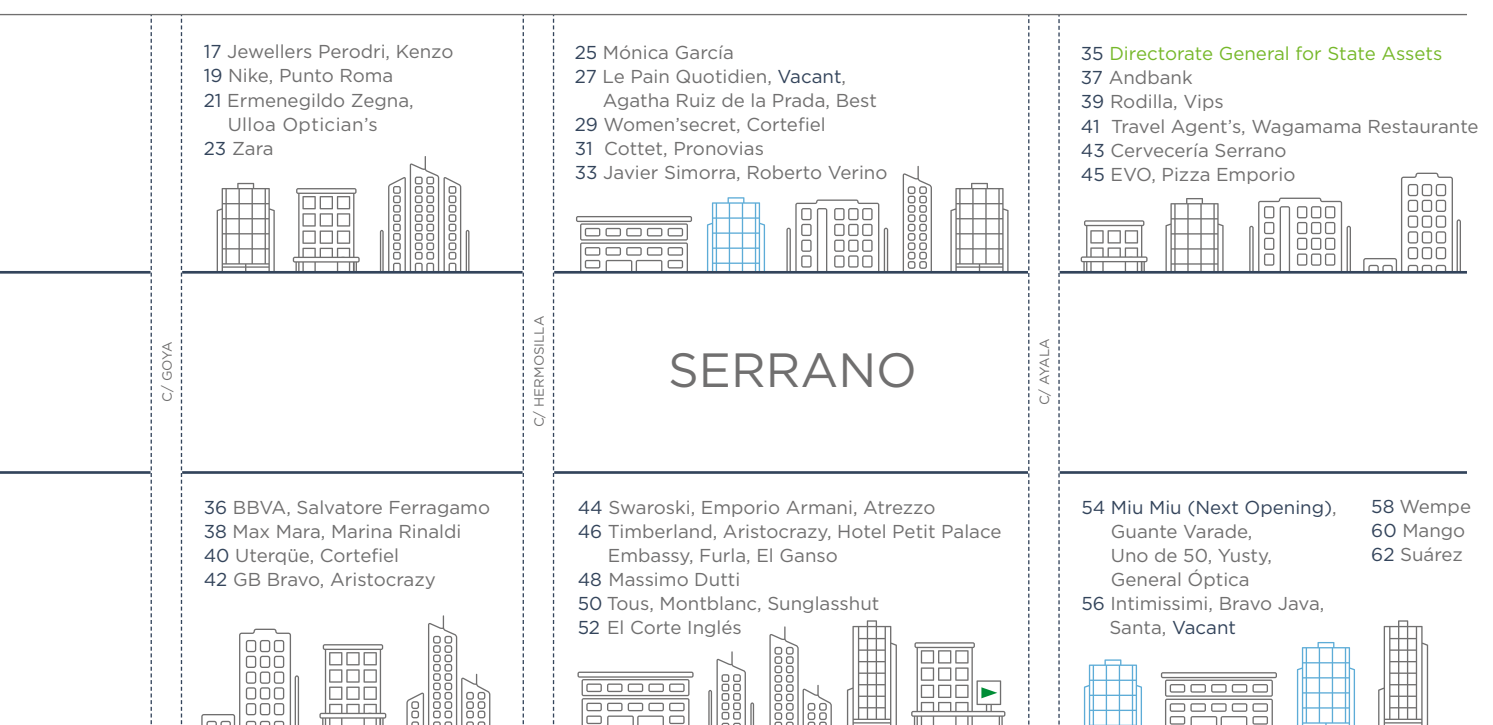 17 Jewellers Perodri, Kenzo
19 Nike, Punto Roma
21 Ermenegildo Zegna,
Ulloa Optician's
23 Zara
25 Mónica García
27 Le Pain Quotidien, Vacant,
Agatha Ruiz de la Prada, Best
29 Women'secret, Cortefiel
31 Cottet, Pronovias
33 Javier Simorra, Roberto Verino
35 Directorate General for State Assets
37 Andbank
39 Rodilla, Vips
41 Travel Agent's, Wagamama Restaurante
43 Cervecería Serrano
45 EVO, Pizza Emporio
C/ GOYA
C/ HERMOSILLA
SERRANO
C/ AYALA
36 BBVA, Salvatore Ferragamo
38 Max Mara, Marina Rinaldi
40 Uterqüe, Cortefiel
42 GB Bravo, Aristocrazy
44 Swaroski, Emporio Armani, Atrezzo
46 Timberland, Aristocrazy, Hotel Petit Palace
Embassy, Furla, El Ganso
48 Massimo Dutti
50 Tous, Montblanc, Sunglasshut
52 El Corte Inglés
54 Miu Miu (Next Opening),
Guante Varade,
Uno de 50, Yusty,
General Óptica
56 Intimissimi, Bravo Java,
Santa, Vacant
58 Wempe
60 Mango
62 Suárez